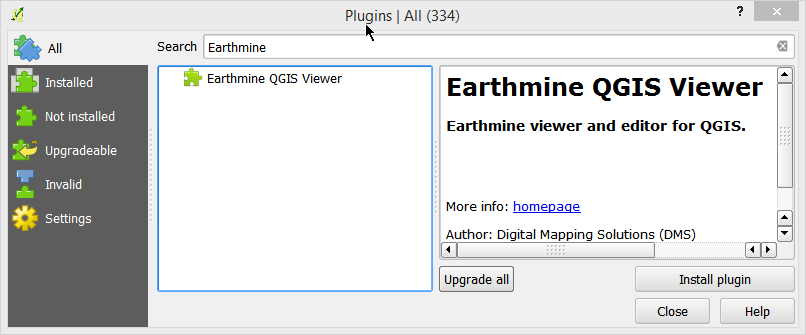 Plugins | All (334)
?
All
Search
Earthmine
Installed
Not installed
Upgradeable
Invalid
Settings
Earthmine QGIS Viewer
Earthmine QGIS Viewer
Earthmine viewer and editor for QGIS.
More info: homepage
Author: Digital Mapping Solutions (DMS)
Upgrade all
Install plugin
Close
Help